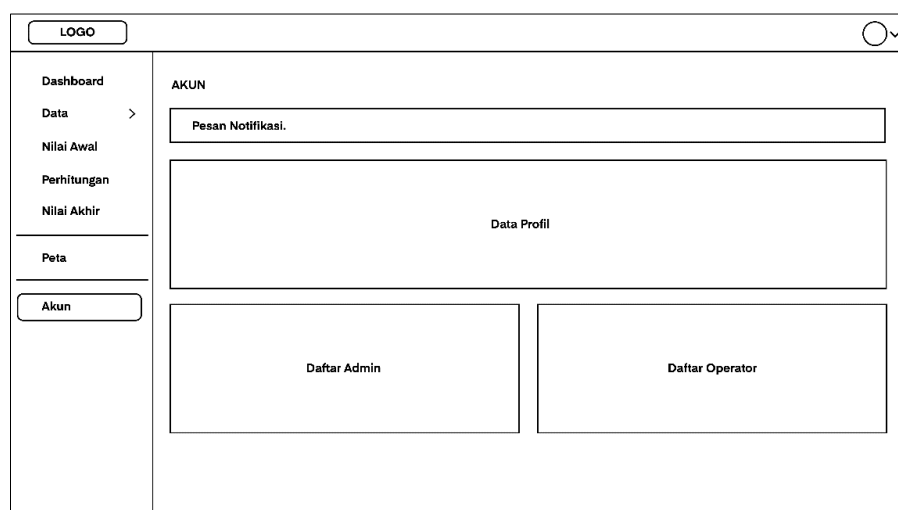 LOGO
Dashboard
Data
Nilai Awal
Perhitungan
Nilai Akhir
Peta
Akun
AKUN
Pesan Notifikasi.
Data Profil
Daftar Admin
Daftar Operator